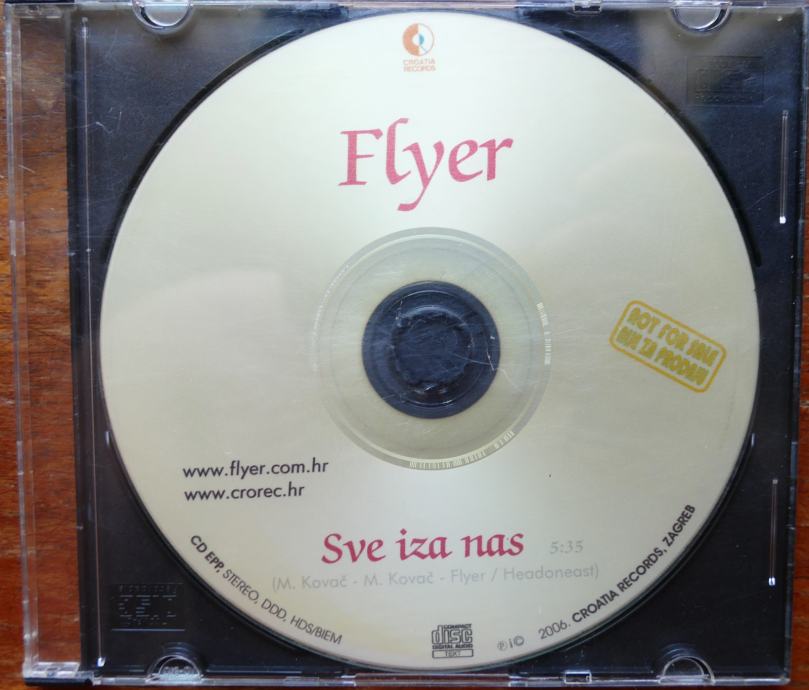 CROATIA
RECORDS
Flyer
NOT FOR SALE
NIJE ZA PRODAJU
www.flyer.com.hr
www.crorec.hr
Sve iza nas 5:35
(M. Kovač - M. Kovač - Flyer / Headoneast)
CD EPP, STEREO, DDD, HDS/BIEM
COMPACT
disc
DIGITAL AUDIO
TEXT
℗ i © 2006. CROATIA RECORDS, ZAGREB